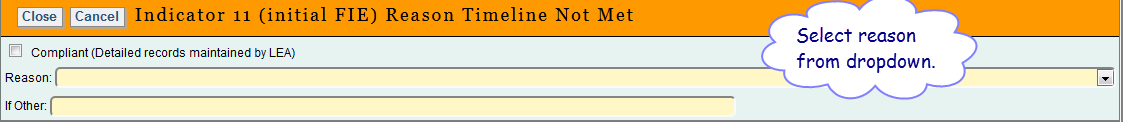 Close Cancel Indicator 11 (initial FIE) Reason Timeline Not Met
Select reason
from dropdown.
Compliant (Detailed records maintained by LEA)
Reason:
If Other: